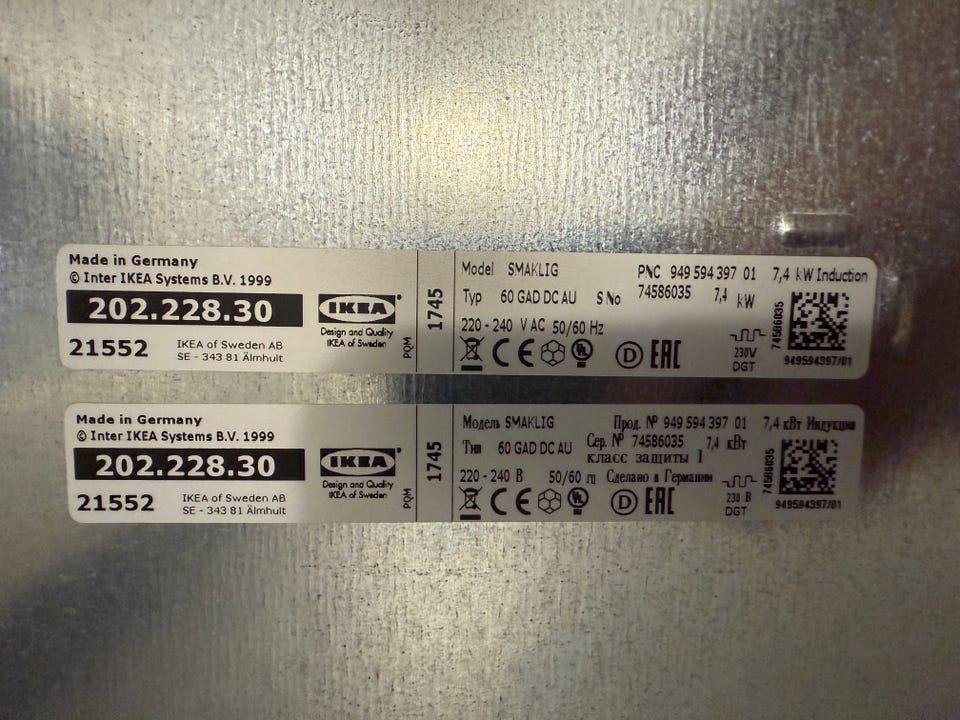 Made in Germany
© Inter IKEA Systems B.V. 1999
202.228.30
21552
IKEA of Sweden AB
SE - 343 81 Älmhult
IKEA
Design and Quality
IKEA of Sweden
PQM
1745
Model SMAKLIG PNC 949 594 397 01 7,4 kW Induction
Typ 60 GAD DC AU S No 74586035 7,4 kW
220 - 240 V AC 50/60 Hz
CE D EAC
230V
DGT
74586035
949594397/01
Made in Germany
© Inter IKEA Systems B.V. 1999
202.228.30
21552
IKEA of Sweden AB
SE - 343 81 Älmhult
IKEA
Design and Quality
IKEA of Sweden
PQM
1745
Модель SMAKLIG Прод. № 949 594 397 01 7,4 кВт Индукция
Тип 60 GAD DC AU Сер. № 74586035 7,4 кВт
класс защиты I
220 - 240 В 50/60 гц Сделано в Германии
CE D EAC
230 В
DGT
74586035
949594397/01